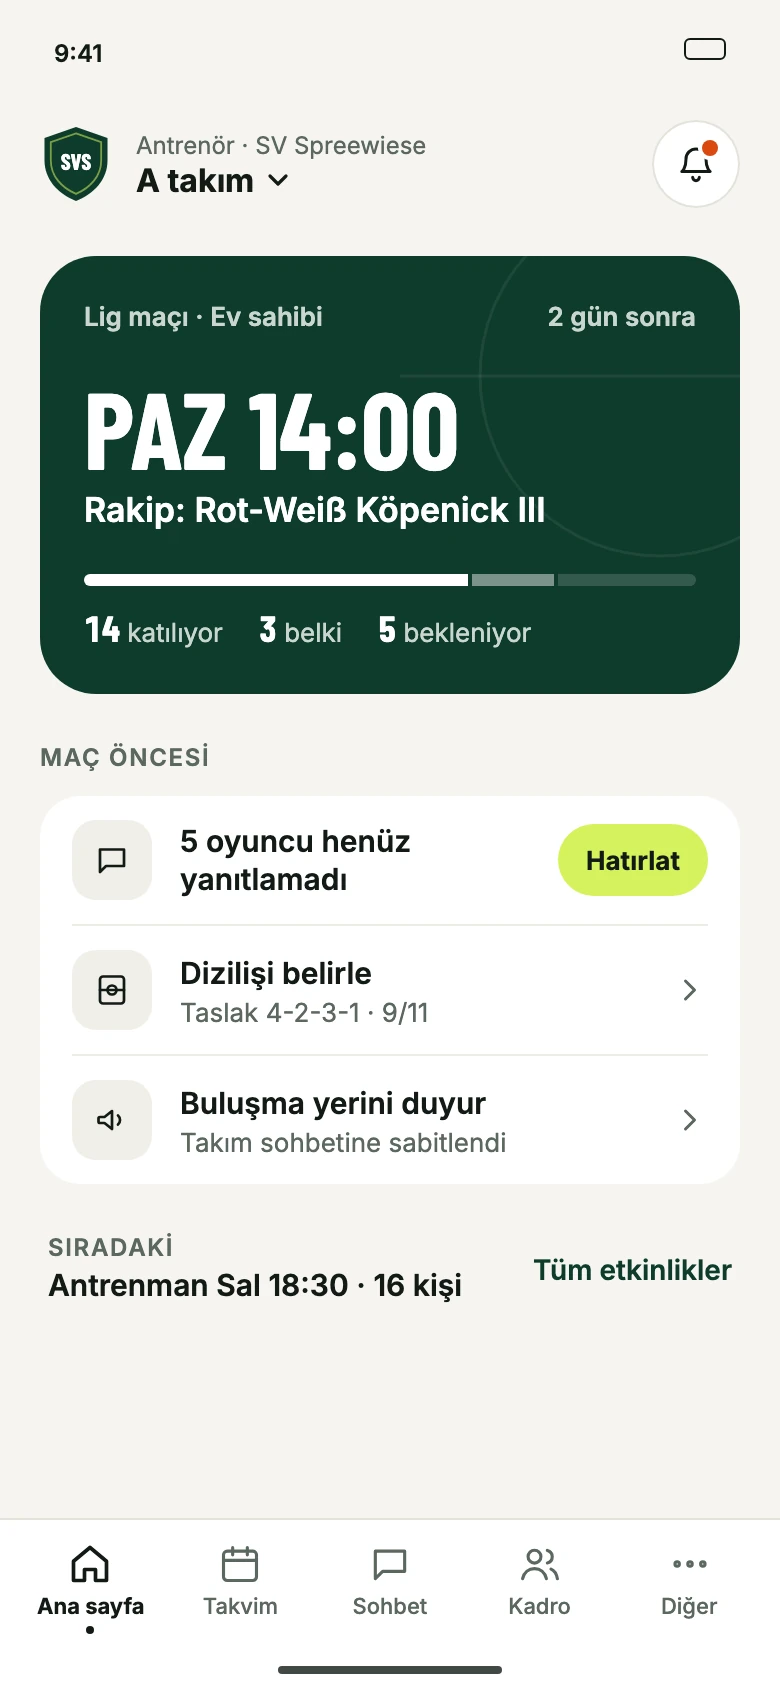 9:41
SVS
Antrenör · SV Spreewiese
A takım
Lig maçı · Ev sahibi
2 gün sonra
PAZ 14:00
Rakip: Rot-Weiß Köpenick III
14 katılıyor 3 belki 5 bekleniyor
MAÇ ÖNCESİ
5 oyuncu henüz
yanıtlamadı
Hatırlat
Dizilişi belirle
Taslak 4-2-3-1 · 9/11
Buluşma yerini duyur
Takım sohbetine sabitlendi
SIRADAKİ
Antrenman Sal 18:30 · 16 kişi
Tüm etkinlikler
Ana sayfa
Takvim
Sohbet
Kadro
Diğer